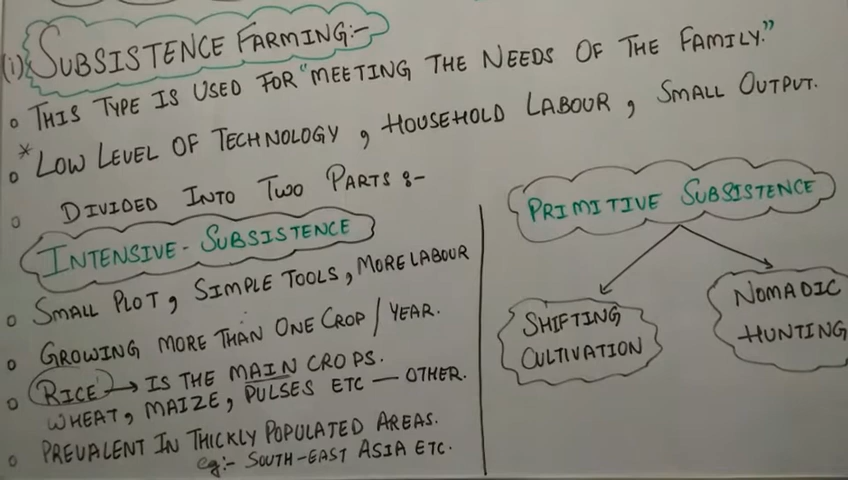 (i) SUBSISTENCE FARMING:-
o THIS TYPE IS USED FOR "MEETING THE NEEDS OF THE FAMILY."
o * LOW LEVEL OF TECHNOLOGY, HOUSEHOLD LABOUR, SMALL OUTPUT.
o DIVIDED INTO TWO PARTS :-
INTENSIVE - SUBSISTENCE
o SMALL PLOT, SIMPLE TOOLS, MORE LABOUR
o GROWING MORE THAN ONE CROP / YEAR.
o RICE → IS THE MAIN CROPS.
WHEAT, MAIZE, PULSES ETC — OTHER.
o PREVALENT IN THICKLY POPULATED AREAS.
eg:- SOUTH-EAST ASIA ETC.
PRIMITIVE SUBSISTENCE
SHIFTING
CULTIVATION
NOMADIC
HUNTING